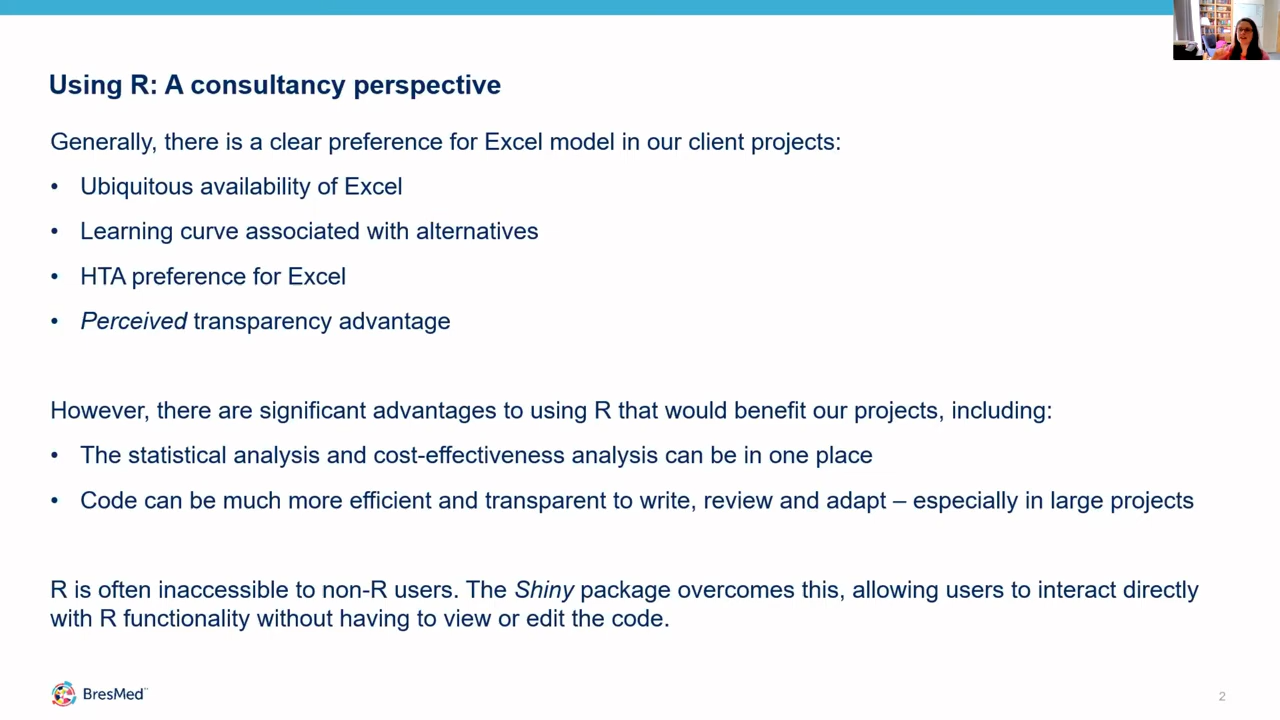 Using R: A consultancy perspective
Generally, there is a clear preference for Excel model in our client projects:
• Ubiquitous availability of Excel
• Learning curve associated with alternatives
• HTA preference for Excel
• Perceived transparency advantage
However, there are significant advantages to using R that would benefit our projects, including:
• The statistical analysis and cost-effectiveness analysis can be in one place
• Code can be much more efficient and transparent to write, review and adapt – especially in large projects
R is often inaccessible to non-R users. The Shiny package overcomes this, allowing users to interact directly
with R functionality without having to view or edit the code.
BresMed
2